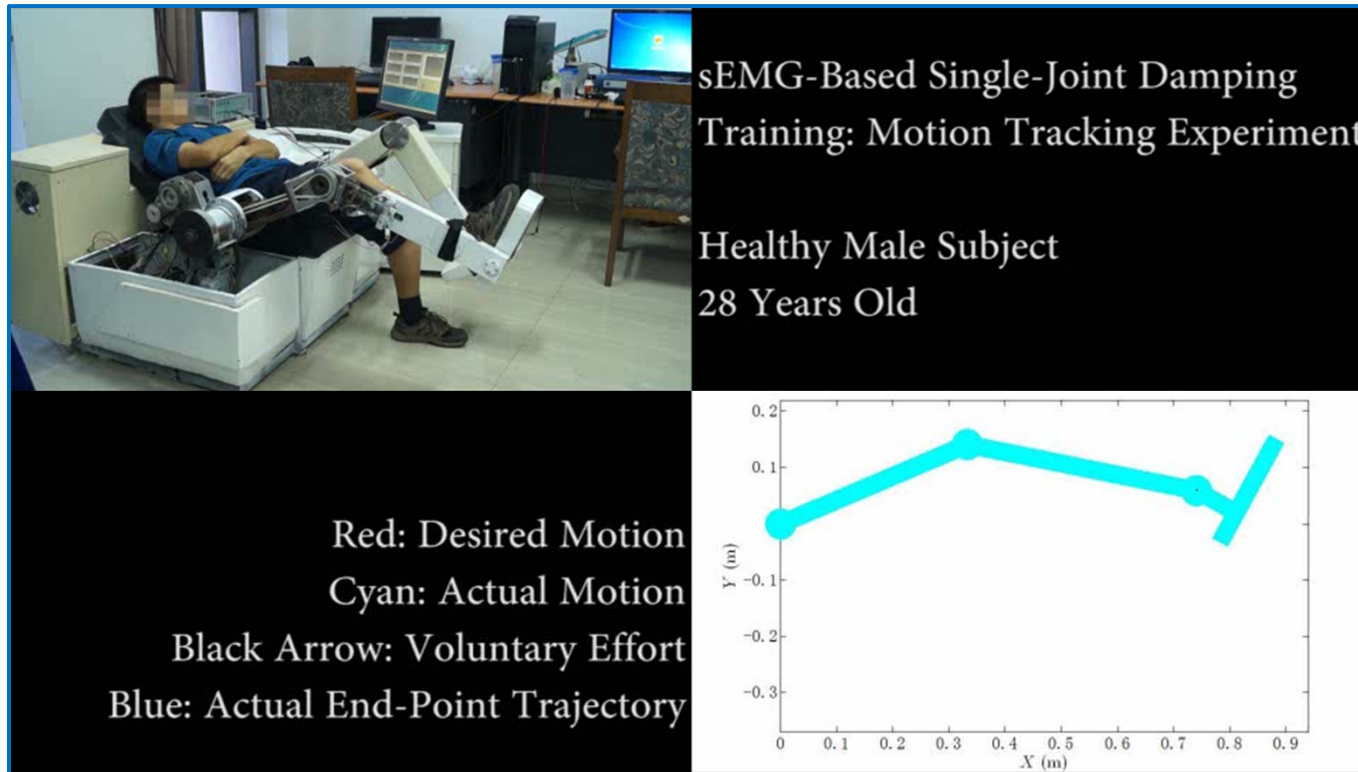 sEMG-Based Single-Joint Damping
Training: Motion Tracking Experiment
Healthy Male Subject
28 Years Old
Red: Desired Motion
Cyan: Actual Motion
Black Arrow: Voluntary Effort
Blue: Actual End-Point Trajectory
0.2
0.1
Y (m)
-0.1
-0.2
-0.3
0 0.1 0.2 0.3 0.4 0.5 0.6 0.7 0.8 0.9
X (m)